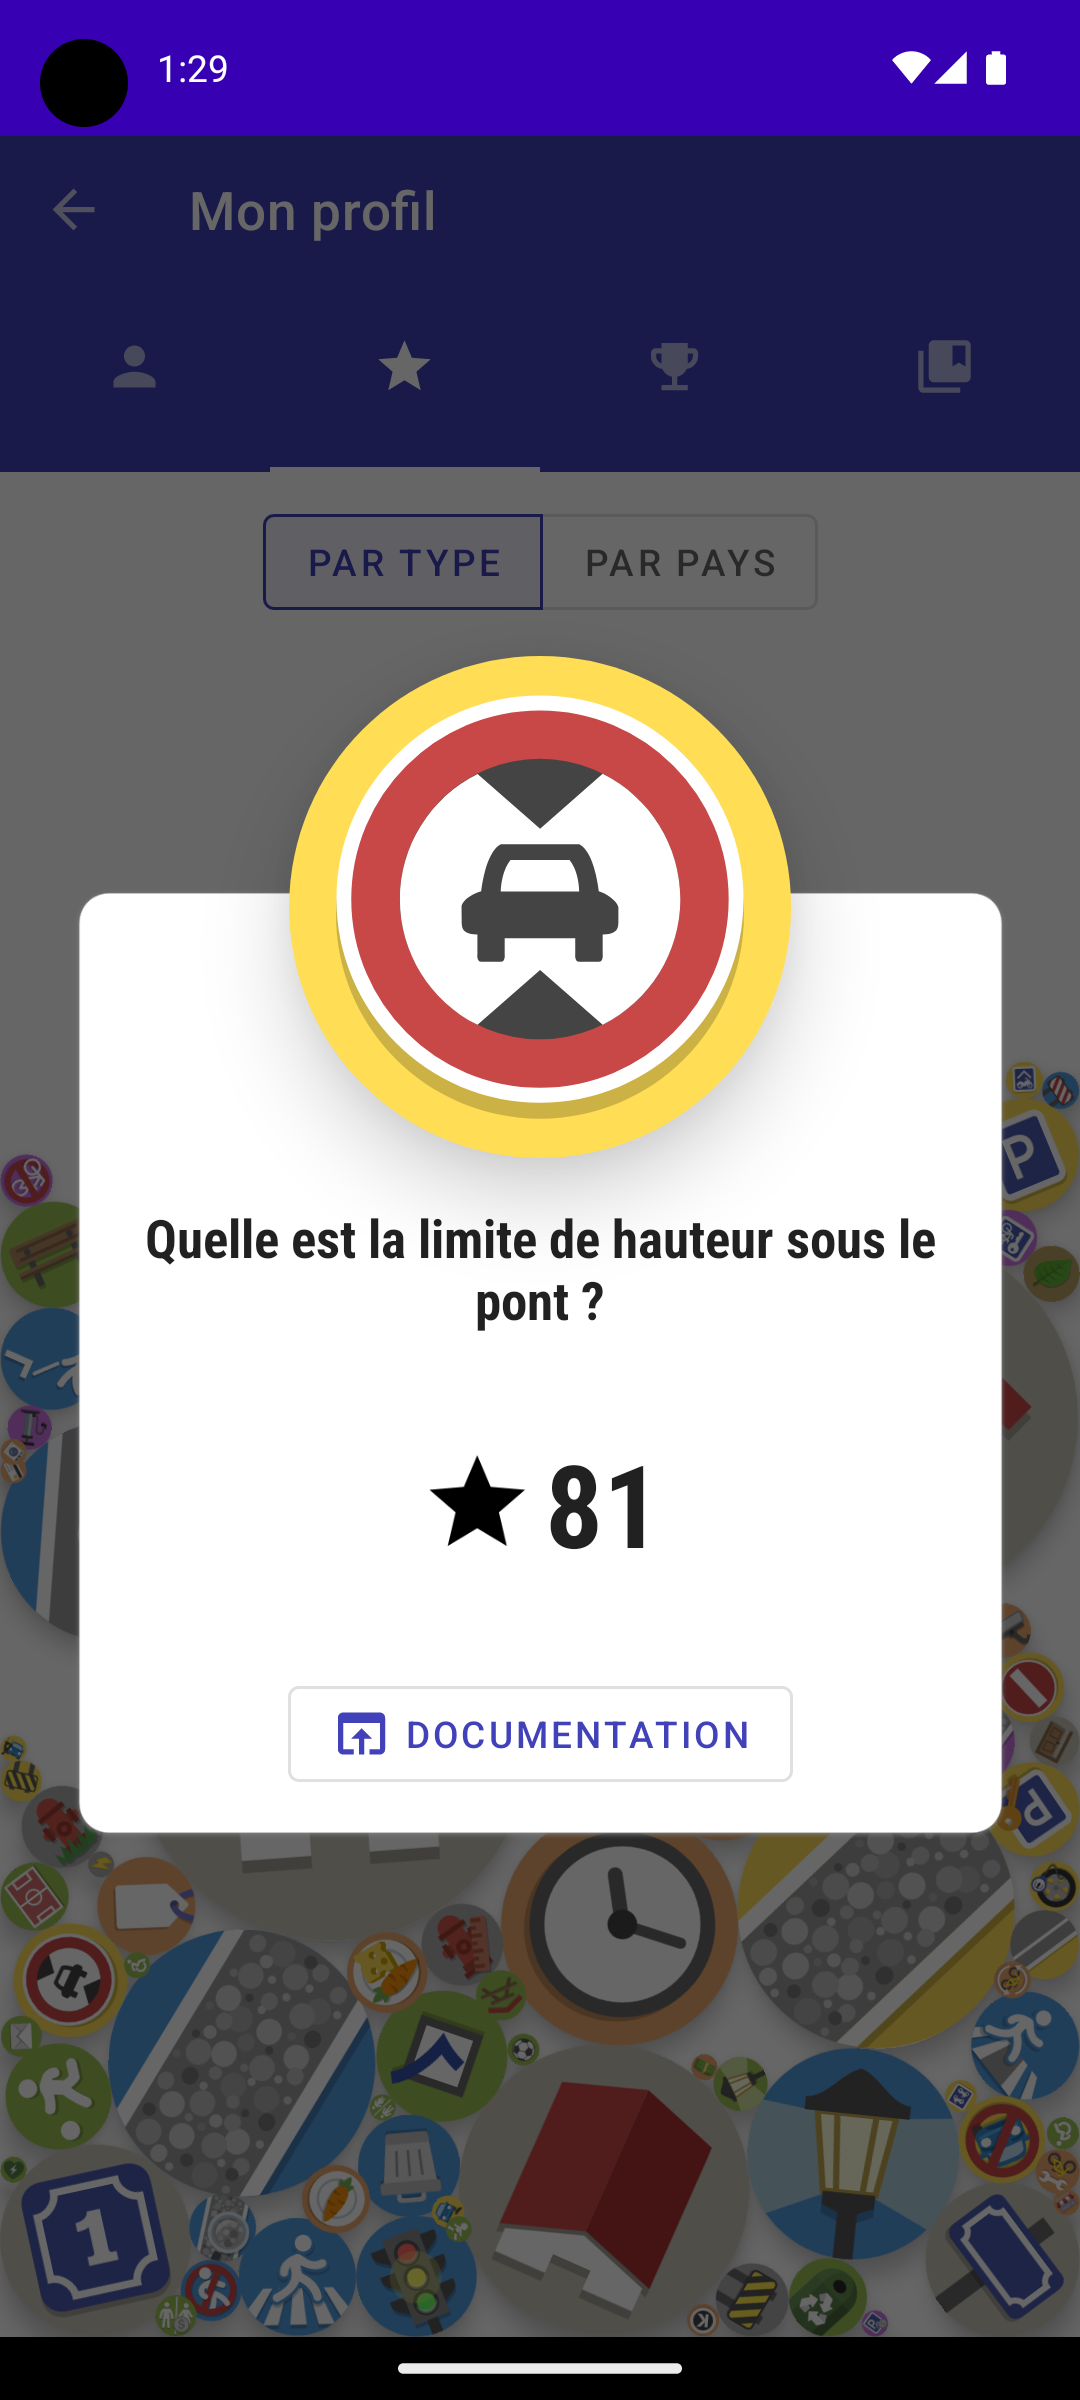 1:29
Mon profil
PAR TYPE
PAR PAYS
Quelle est la limite de hauteur sous le
pont ?
81
DOCUMENTATION
P
P
1
K